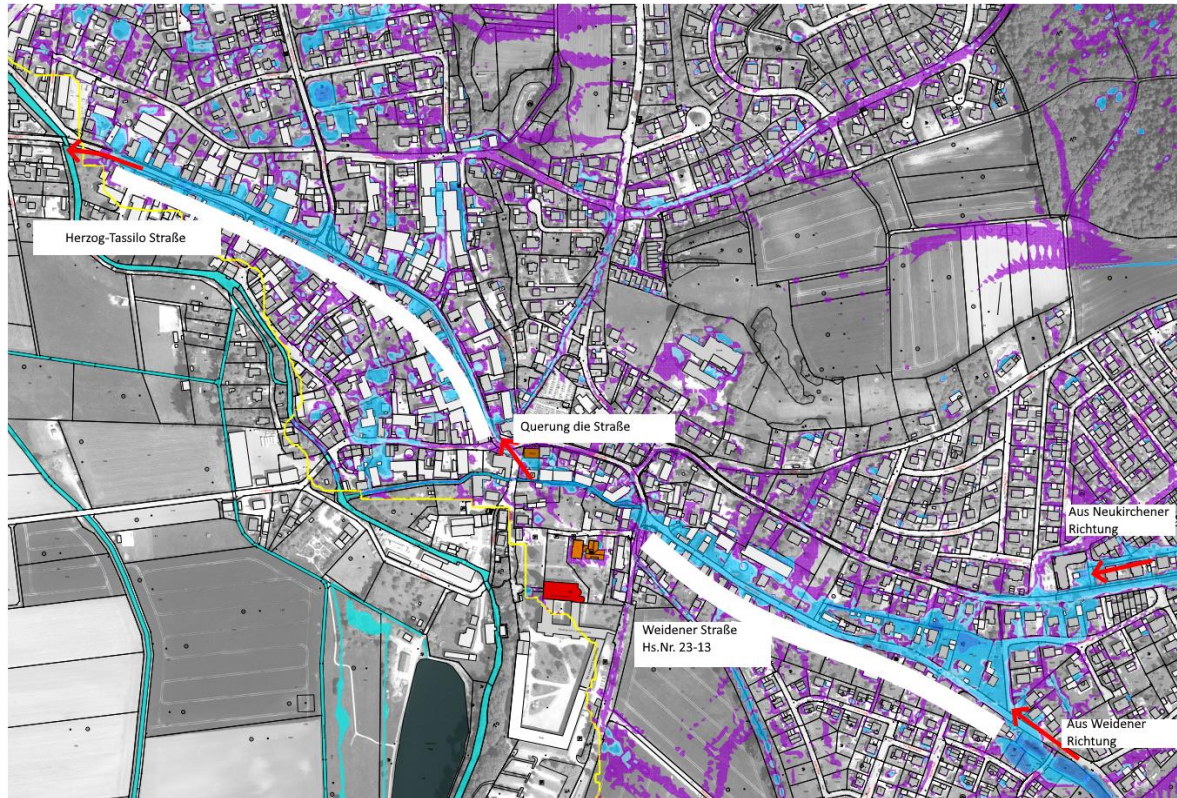 Herzog-Tassilo Straße
Querung die Straße
Aus Neukirchener
Richtung
Weidener Straße
Hs.Nr. 23-13
Aus Weidener
Richtung